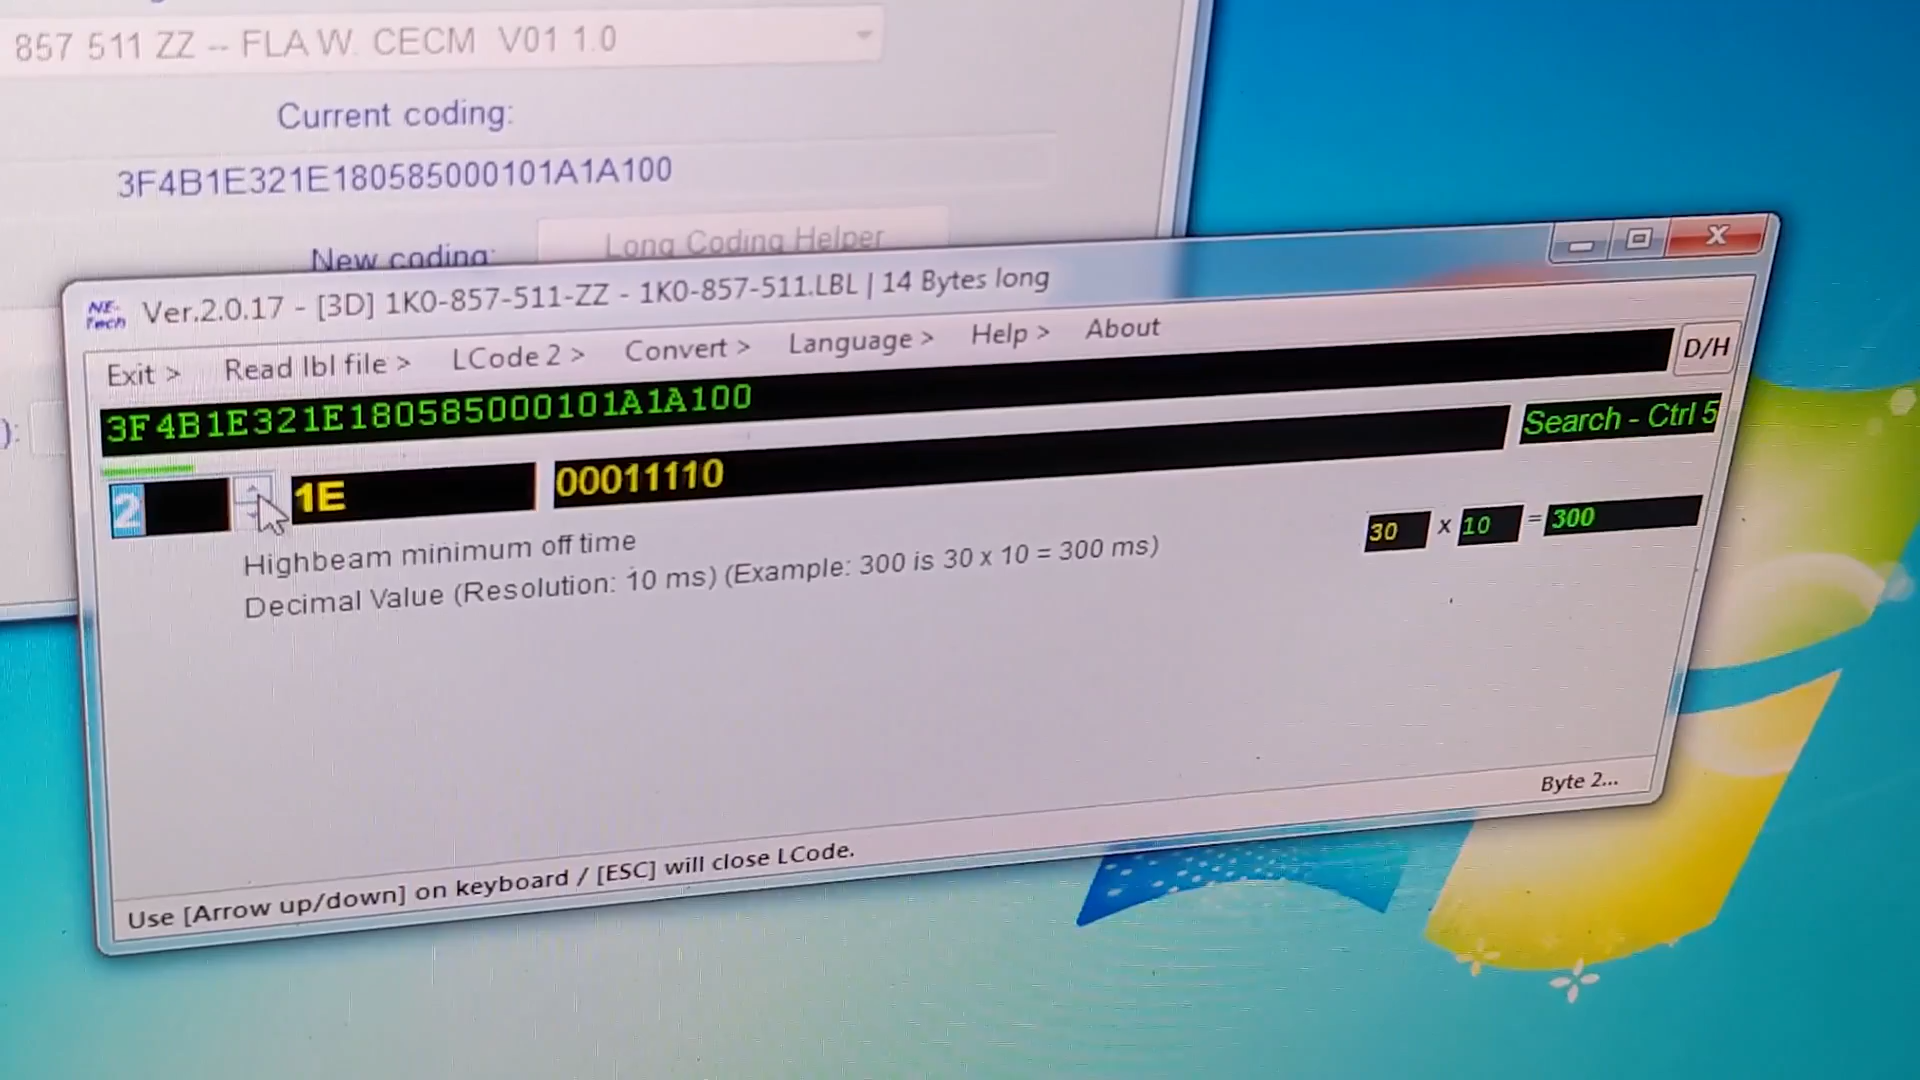 857 511 ZZ -- FLA W. CECM V01 1.0
Current coding:
3F4B1E321E180585000101A1A100
New coding:
Long Coding Helper
):
NE-Tech
Ver.2.0.17 - [3D] 1K0-857-511-ZZ - 1K0-857-511.LBL | 14 Bytes long
Exit > Read lbl file > LCode 2 > Convert > Language > Help > About
3F4B1E321E180585000101A1A100
D/H
2 1E 00011110
Search - Ctrl 5
Highbeam minimum off time
Decimal Value (Resolution: 10 ms) (Example: 300 is 30 x 10 = 300 ms)
30 x 10 = 300
Byte 2...
Use [Arrow up/down] on keyboard / [ESC] will close LCode.